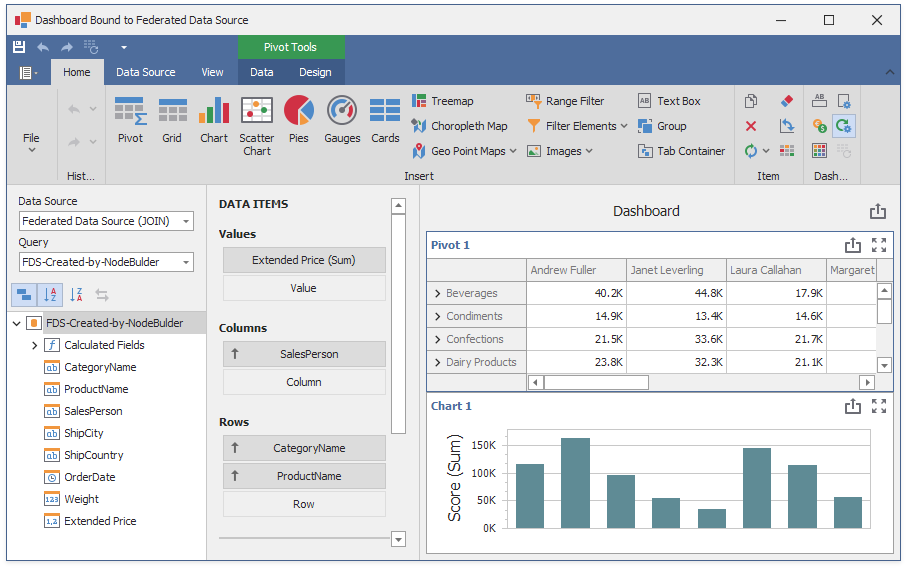 Dashboard Bound to Federated Data Source
Pivot Tools
Home
Data Source
View
Data
Design
File
Hist...
Pivot
Grid
Chart
Scatter
Chart
Pies
Gauges
Cards
Treemap
Choropleth Map
Geo Point Maps
Range Filter
Filter Elements
Images
Text Box
Group
Tab Container
Insert
Item
Dash...
Data Source
Federated Data Source (JOIN)
Query
FDS-Created-by-NodeBulder
FDS-Created-by-NodeBulder
Calculated Fields
CategoryName
ProductName
SalesPerson
ShipCity
ShipCountry
OrderDate
Weight
Extended Price
DATA ITEMS
Values
Extended Price (Sum)
Value
Columns
SalesPerson
Column
Rows
CategoryName
ProductName
Row
Dashboard
Pivot 1
Andrew Fuller Janet Leverling Laura Callahan Margaret
Beverages 40.2K 44.8K 17.9K
Condiments 14.9K 13.4K 14.6K
Confections 21.5K 33.6K 21.7K
Dairy Products 23.8K 32.3K 21.1K
Chart 1
Score (Sum)
150K
100K
50K
0K